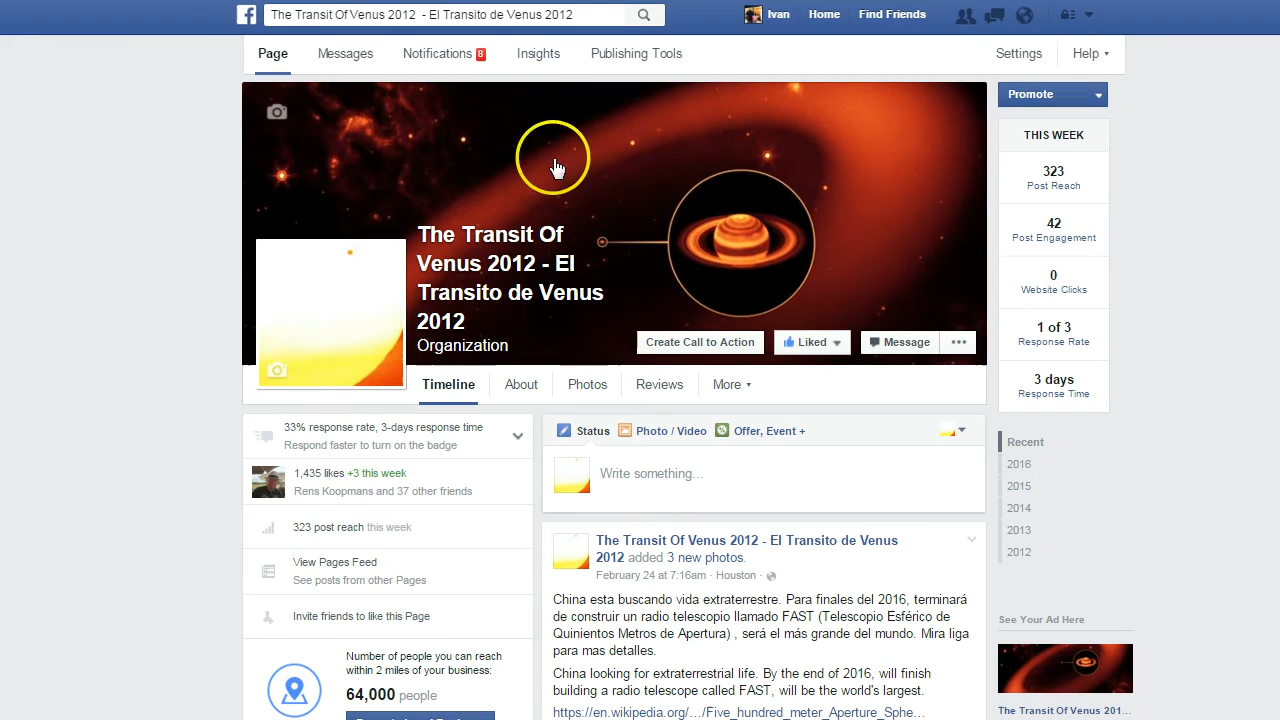 The Transit Of Venus 2012 - El Transito de Venus 2012
Ivan
Home
Find Friends
Page
Messages
Notifications 8
Insights
Publishing Tools
Settings
Help
Promote
The Transit Of
Venus 2012 - El
Transito de Venus
2012
Organization
Create Call to Action
Liked
Message
THIS WEEK
323
Post Reach
42
Post Engagement
0
Website Clicks
1 of 3
Response Rate
3 days
Response Time
Timeline
About
Photos
Reviews
More
33% response rate, 3-days response time
Respond faster to turn on the badge
1,435 likes +3 this week
Rens Koopmans and 37 other friends
323 post reach this week
View Pages Feed
See posts from other Pages
Invite friends to like this Page
Number of people you can reach
within 2 miles of your business:
64,000 people
Status
Photo / Video
Offer, Event +
Write something...
The Transit Of Venus 2012 - El Transito de Venus
2012 added 3 new photos.
February 24 at 7:16am · Houston ·
China esta buscando vida extraterrestre. Para finales del 2016, terminará
de construir un radio telescopio llamado FAST (Telescopio Esférico de
Quinientos Metros de Apertura) , será el más grande del mundo. Mira liga
para mas detalles.
China looking for extraterrestrial life. By the end of 2016, will finish
building a radio telescope called FAST, will be the world's largest.
https://en.wikipedia.org/.../Five_hundred_meter_Aperture_Sphe...
Recent
2016
2015
2014
2013
2012
See Your Ad Here
The Transit Of Venus 201...